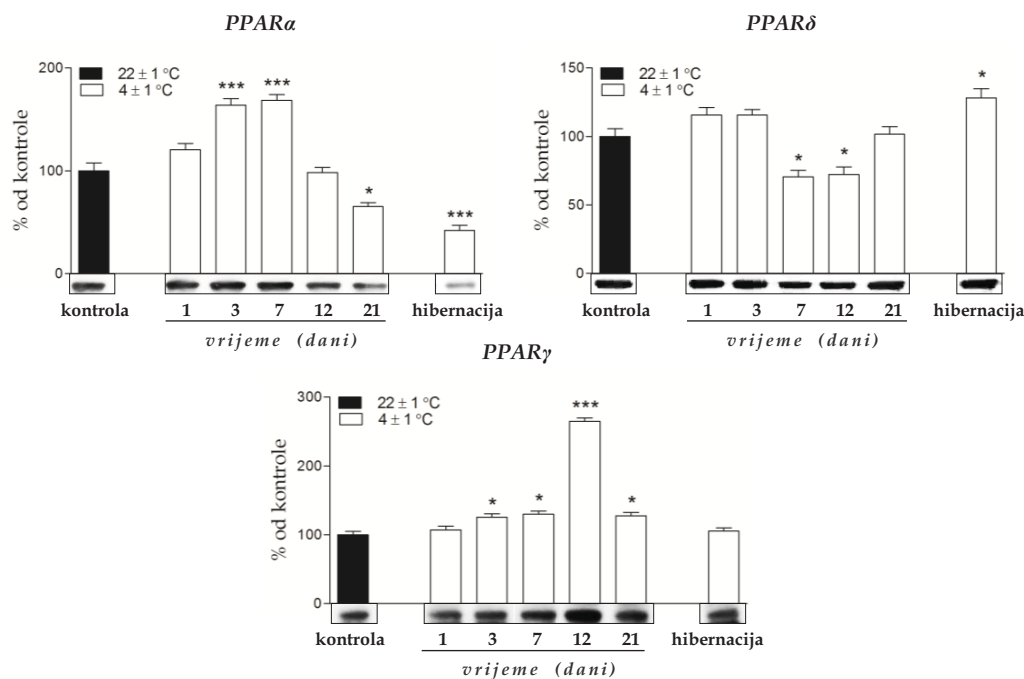 PPARα
% od kontrole
200
100
0
22 ± 1 °C
4 ± 1 °C
***
***
*
***
kontrola
1 3 7 12 21
hibernacija
vrijeme (dani)
PPARδ
% od kontrole
150
100
50
0
22 ± 1 °C
4 ± 1 °C
*
*
*
kontrola
1 3 7 12 21
hibernacija
vrijeme (dani)
PPARγ
% od kontrole
300
200
100
0
22 ± 1 °C
4 ± 1 °C
*
*
***
*
kontrola
1 3 7 12 21
hibernacija
vrijeme (dani)